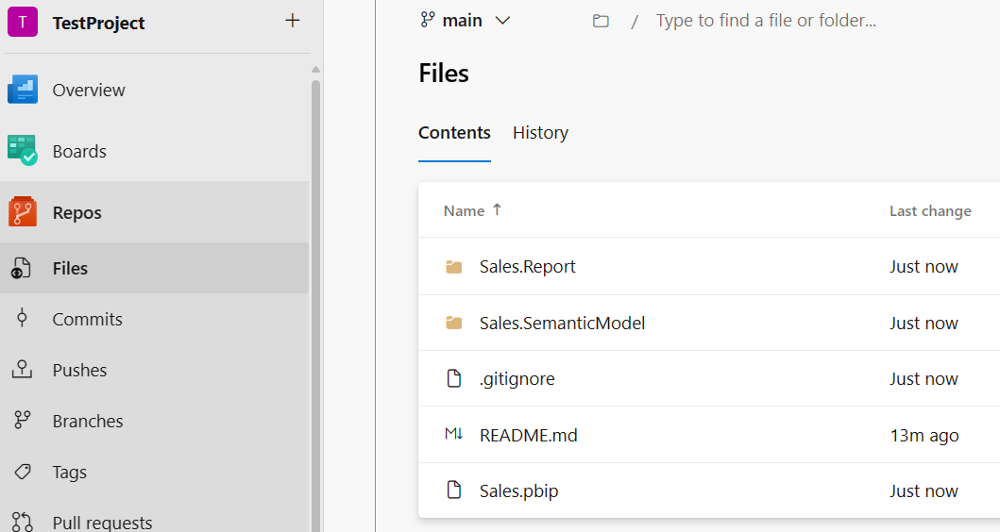 T TestProject +
Overview
Boards
Repos
Files
Commits
Pushes
Branches
Tags
Pull requests
main / Type to find a file or folder...
Files
Contents History
Name ↑ Last change
Sales.Report Just now
Sales.SemanticModel Just now
.gitignore Just now
M↓ README.md 13m ago
Sales.pbip Just now